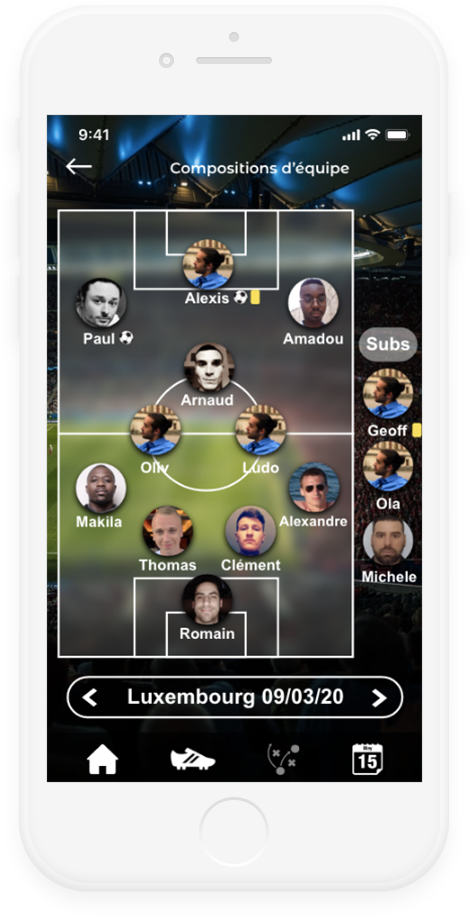 9:41
Compositions d'équipe
Alexis
Paul
Amadou
Arnaud
Subs
Oliv
Ludo
Geoff
Makila
Alexandre
Ola
Thomas
Clément
Michele
Romain
Luxembourg 09/03/20
15